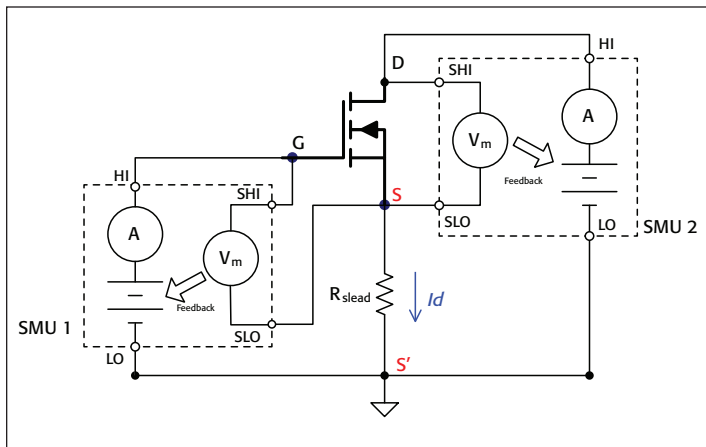 HI
D
SHI
A
Vm
Feedback
G
HI
SHI
S
SLO
LO
SMU 2
A
Vm
Feedback
Rslead
Id
SMU 1
SLO
LO
S'